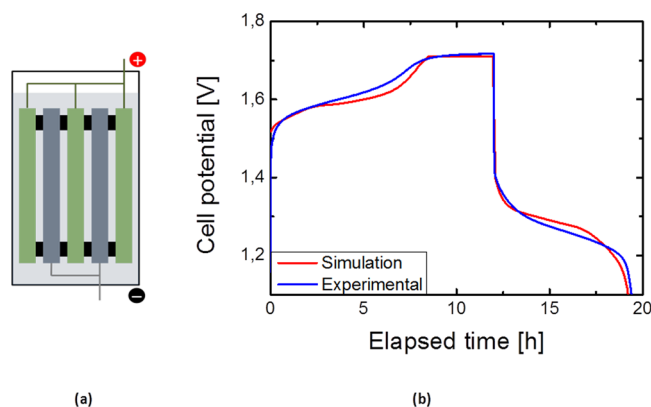 +
−
(a)
(b)
1,8
1,6
1,4
1,2
Cell potential [V]
Simulation
Experimental
0
5
10
15
20
Elapsed time [h]